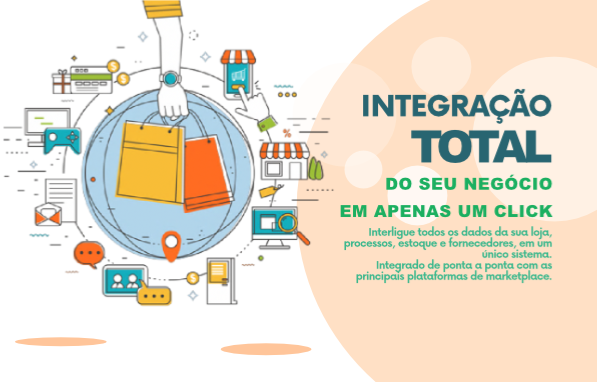 INTEGRAÇÃO
TOTAL
DO SEU NEGÓCIO
EM APENAS UM CLICK
Interligue todos os dados da sua loja,
processos, estoque e fornecedores, em um
único sistema.
Integrado de ponta a ponta com as
principais plataformas de marketplace.